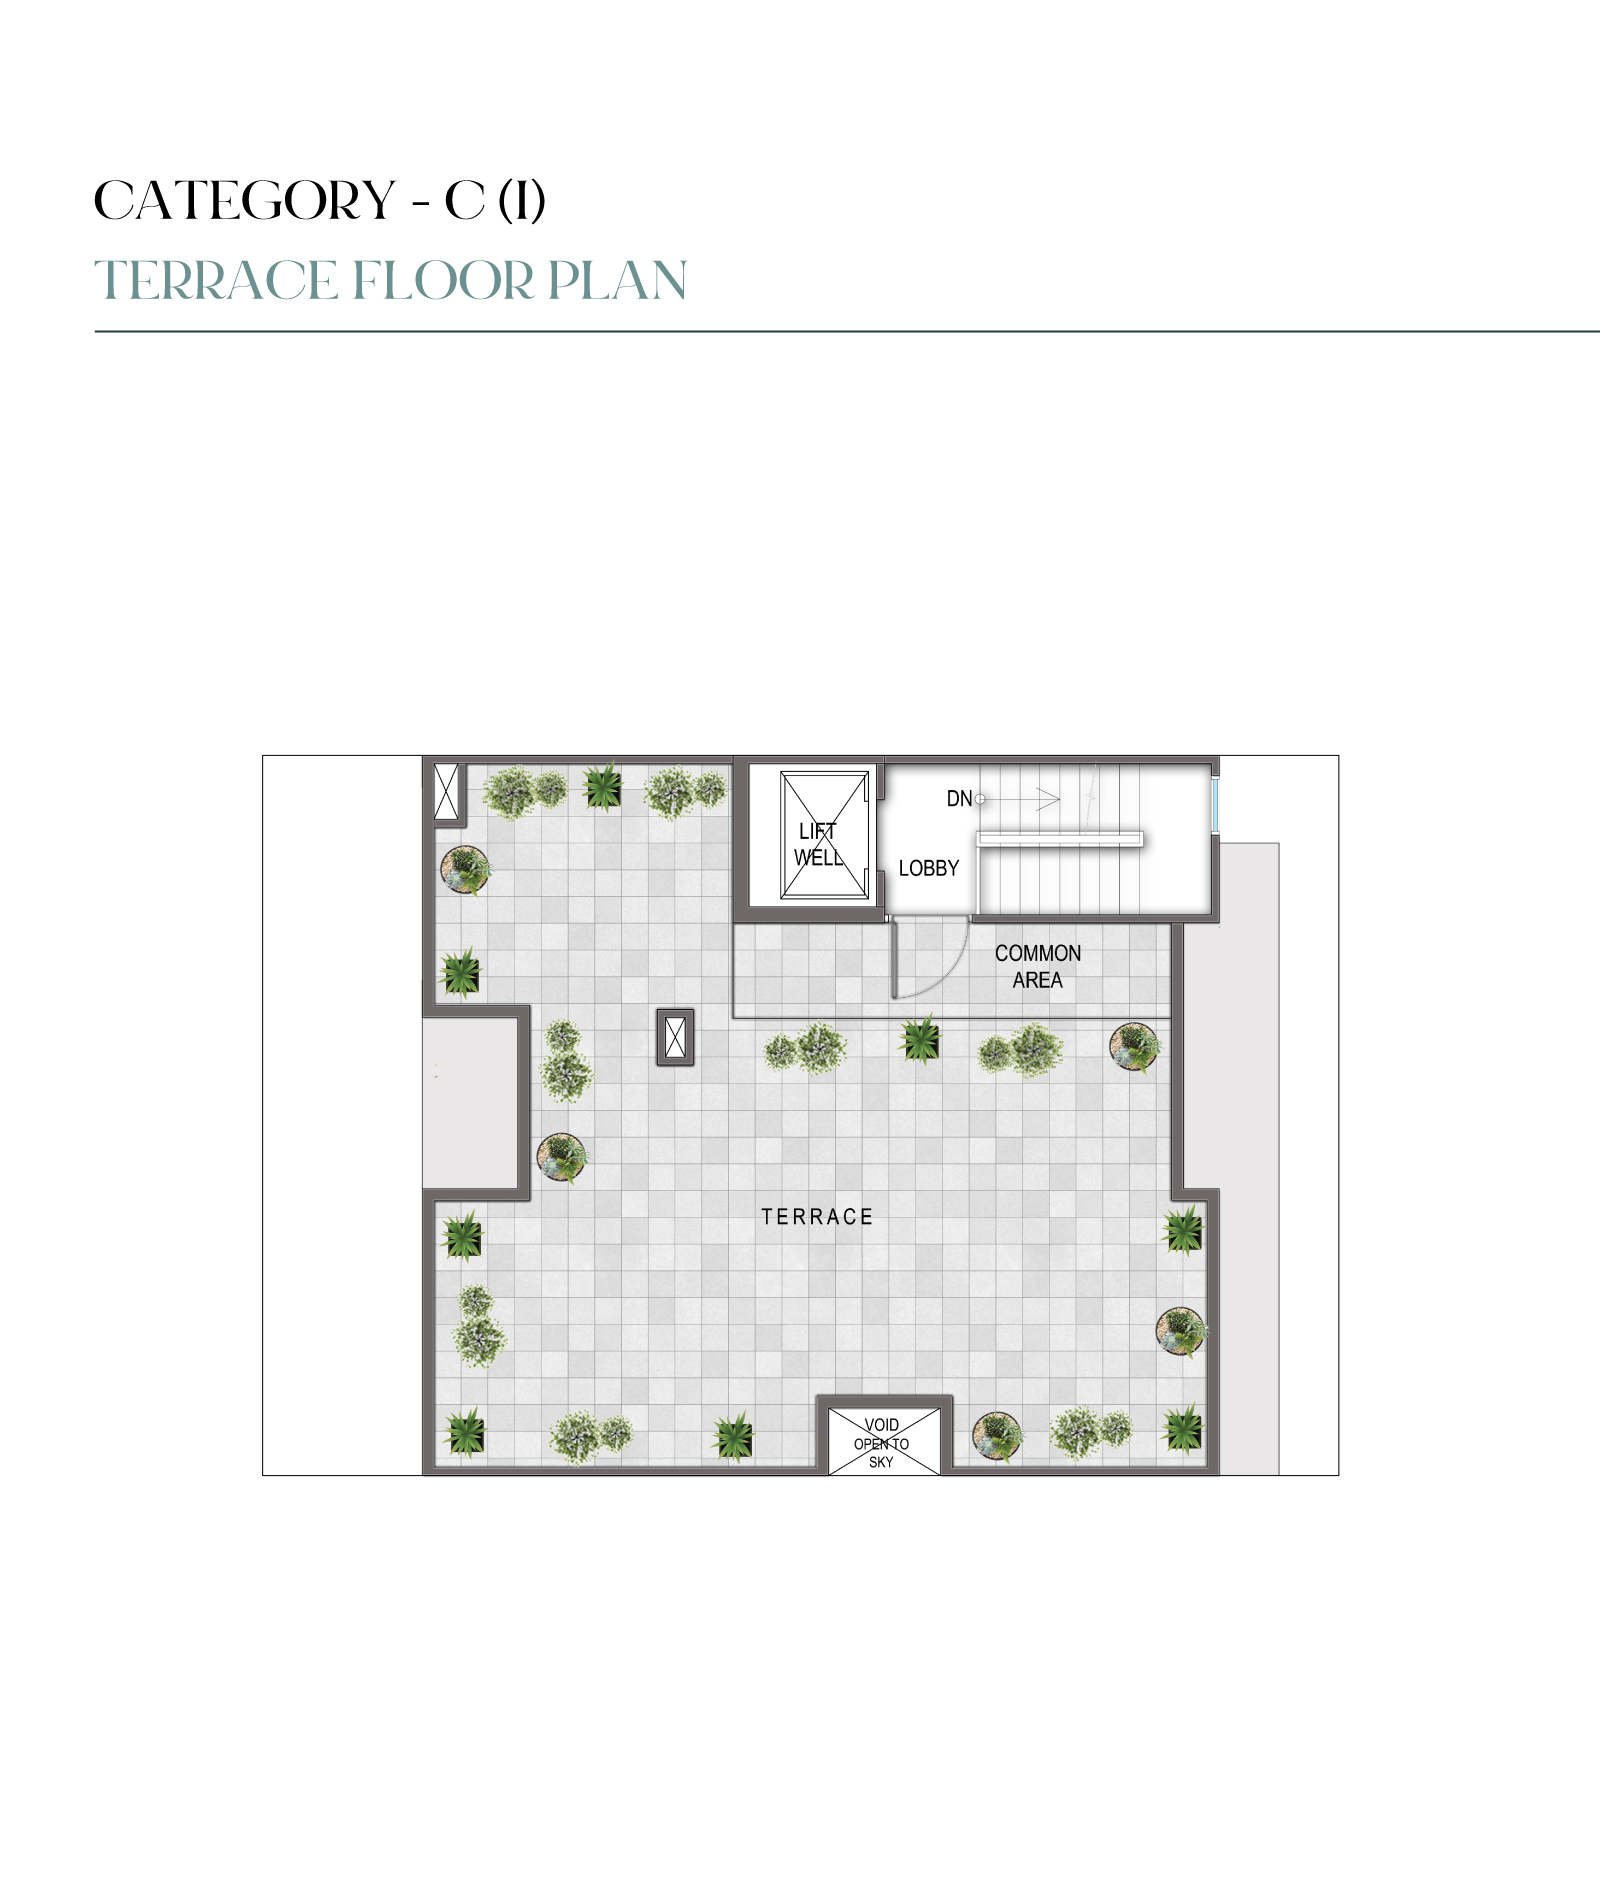 CATEGORY - C (I)
TERRACE FLOOR PLAN
DN
LIFT
WELL
LOBBY
COMMON
AREA
TERRACE
VOID
OPEN TO
SKY